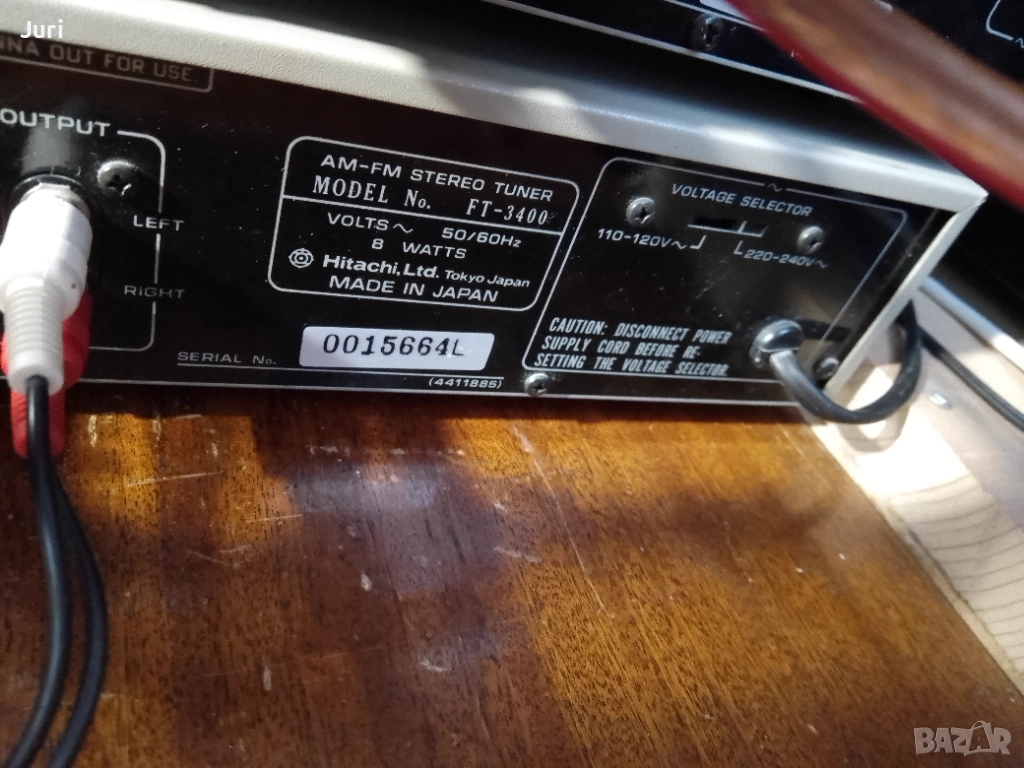 Juri
NNA OUT FOR USE.
OUTPUT
LEFT
RIGHT
AM-FM STEREO TUNER
MODEL No. FT-3400
VOLTS ~ 50/60Hz
8 WATTS
Hitachi, Ltd. Tokyo Japan
MADE IN JAPAN
SERIAL No. 0015664L
(4411885)
~
VOLTAGE SELECTOR
110-120V~
220-240V~
CAUTION: DISCONNECT POWER
SUPPLY CORD BEFORE RE-
SETTING THE VOLTAGE SELECTOR.
BAZAR